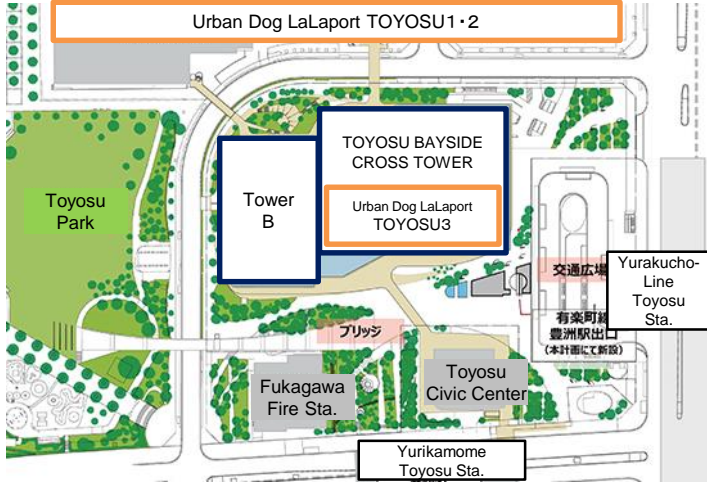 Urban Dog LaLaport TOYOSU1・2
TOYOSU BAYSIDE
CROSS TOWER
Tower
B
Urban Dog LaLaport
TOYOSU3
Toyosu
Park
交通広場
Yurakucho-
Line
Toyosu
Sta.
有楽町線
豊洲駅出口
(本計画にて新設)
ブリッジ
Fukagawa
Fire Sta.
Toyosu
Civic Center
Yurikamome
Toyosu Sta.